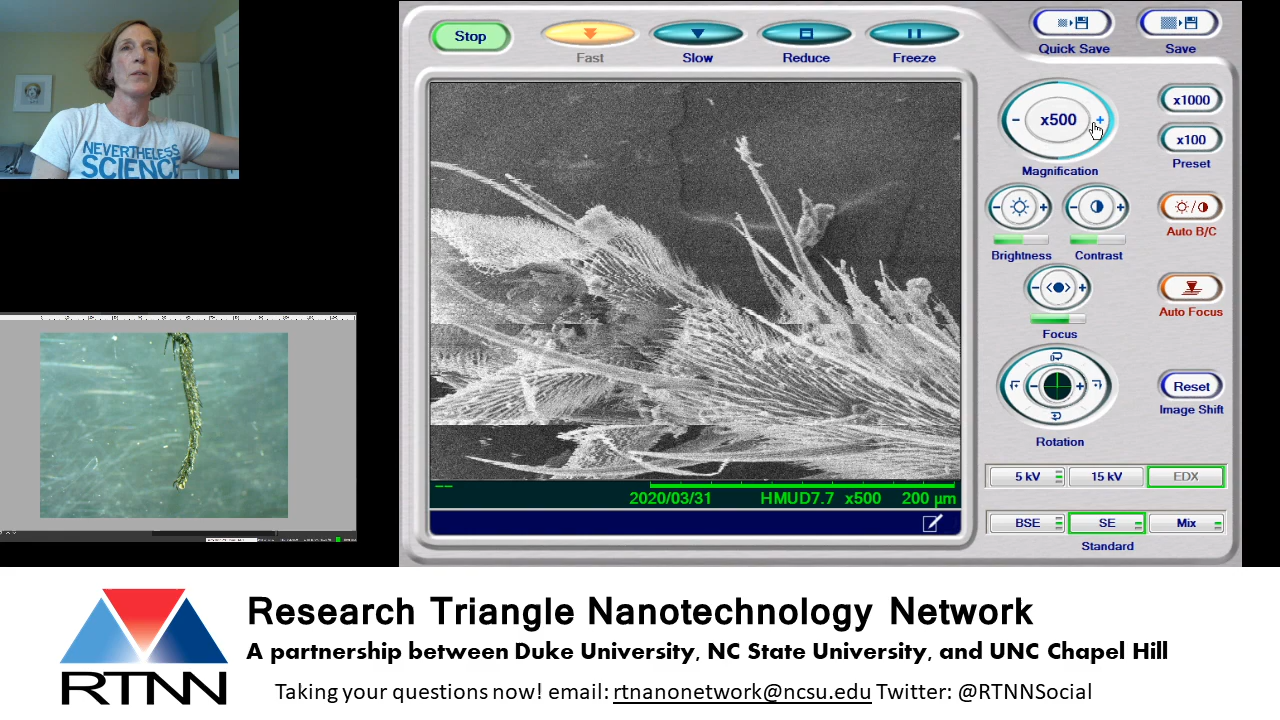 NEVERTHELESS
SCIENCE
Stop
Fast
Slow
Reduce
Freeze
Quick Save
Save
x500
Magnification
x1000
x100
Preset
Brightness
Contrast
Auto B/C
Focus
Auto Focus
Rotation
Reset
Image Shift
5 kV
15 kV
EDX
BSE
SE
Mix
Standard
2020/03/31 HMUD7.7 x500 200 µm
RTNN
Research Triangle Nanotechnology Network
A partnership between Duke University, NC State University, and UNC Chapel Hill
Taking your questions now! email: rtnanonetwork@ncsu.edu Twitter: @RTNNSocial